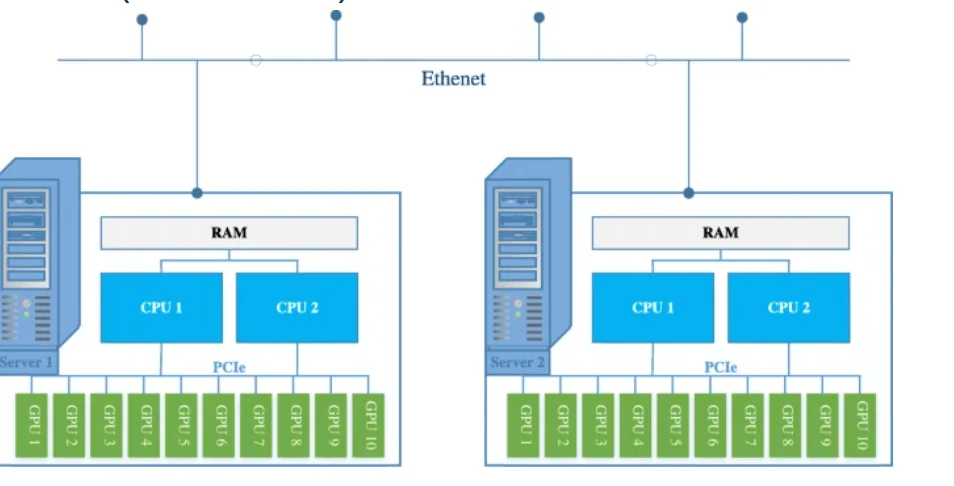 Ethenet
RAM
CPU 1
CPU 2
Server 1
PCIe
GPU 1
GPU 2
GPU 3
GPU 4
GPU 5
GPU 6
GPU 7
GPU 8
GPU 9
GPU 10
RAM
CPU 1
CPU 2
Server 2
PCIe
GPU 1
GPU 2
GPU 3
GPU 4
GPU 5
GPU 6
GPU 7
GPU 8
GPU 9
GPU 10